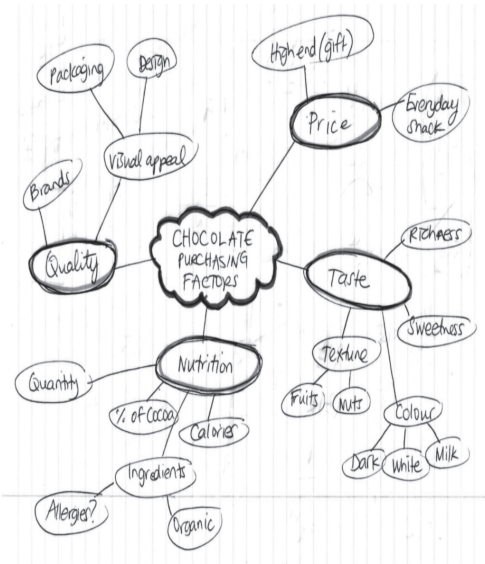 High end (gift)
Packaging
Design
Everyday
snack
Price
Visual appeal
Brands
CHOCOLATE
PURCHASING
FACTORS
Quality
Richness
Taste
Sweetness
Nutrition
Texture
Quantity
Fruits
Nuts
% of Cocoa
Calories
Colour
Dark
White
Milk
Ingredients
Allergies?
Organic